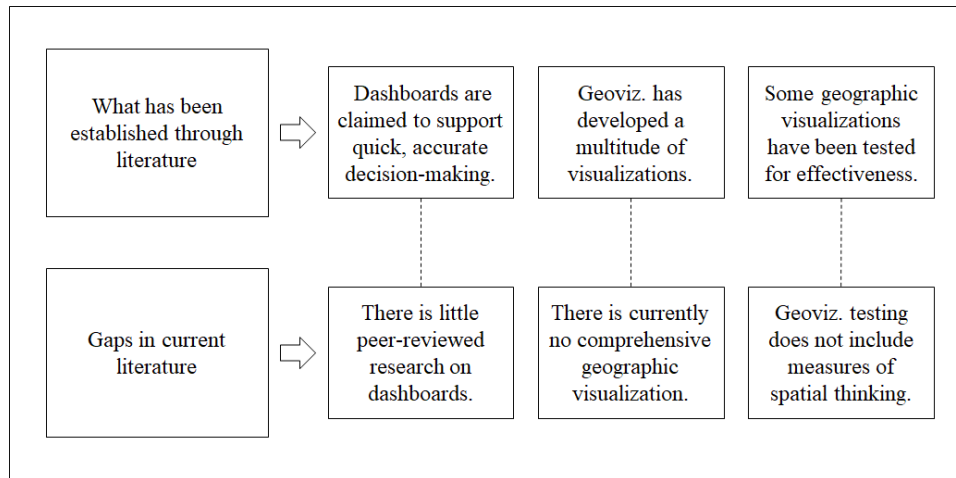 What has been
established through
literature
Dashboards are
claimed to support
quick, accurate
decision-making.
Geoviz. has
developed a
multitude of
visualizations.
Some geographic
visualizations
have been tested
for effectiveness.
Gaps in current
literature
There is little
peer-reviewed
research on
dashboards.
There is currently
no comprehensive
geographic
visualization.
Geoviz. testing
does not include
measures of
spatial thinking.